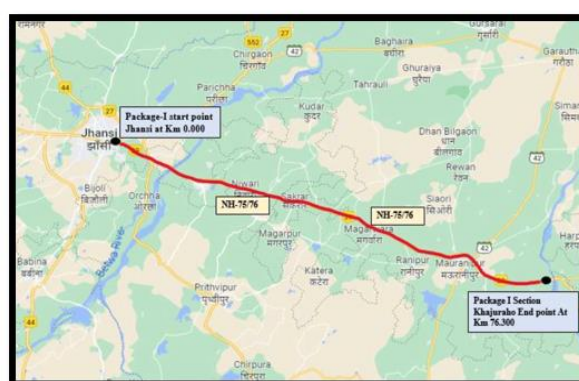 27
Gursarai
गुरसराय
552
42
Baghaira
बघैरा
Garautha
गरौठा
Chirgaon
चिरगाँव
44
Parichha
परीछा
Ghuraiya
घुरैया
Tahrauli
27
Package-I start point
Jhansi at Km 0.000
Kudar
कुदार
Jhansi
झाँसी
Dhan Bilgaon
धान
बीलगाँव
42
Rewan
रेवन
Bijoli
बिजौली
Orchha
ओरछा
Niwari
Sakrar
NH-75/76
NH-75/76
Siaori
सिओरी
Magarpur
मगरपुर
Magarwara
मगरवारा
Betwa River
Babina
बबीना
Katera
कटेरा
Ranipur
रानीपुर
Mauranipur
मऊरानीपुर
42
Prithvipur
पृथ्वीपुर
Package I Section
Khajuraho End point At
Km 76.300
44
Chirpura
चिरपुरा